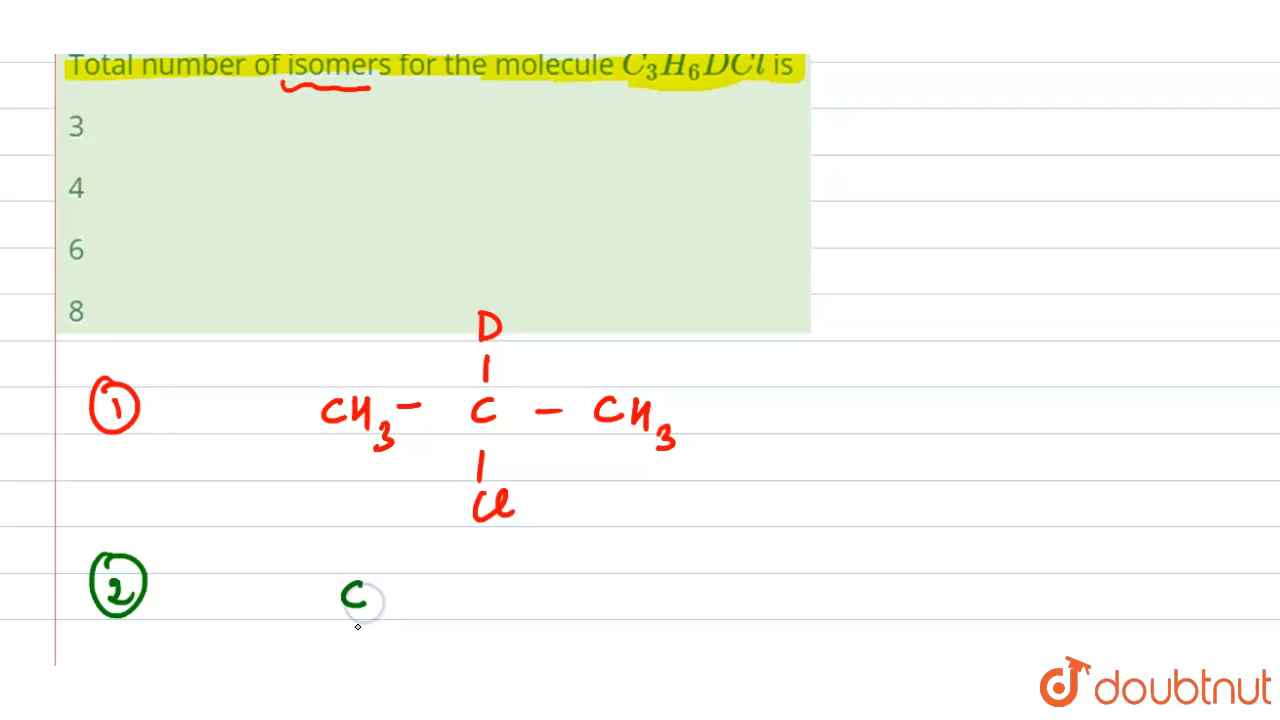 Total number of isomers for the molecule C₃H₆DCl is
3
4
6
8
D
① CH₃ - C - CH₃
Cl
② C
doubtnut